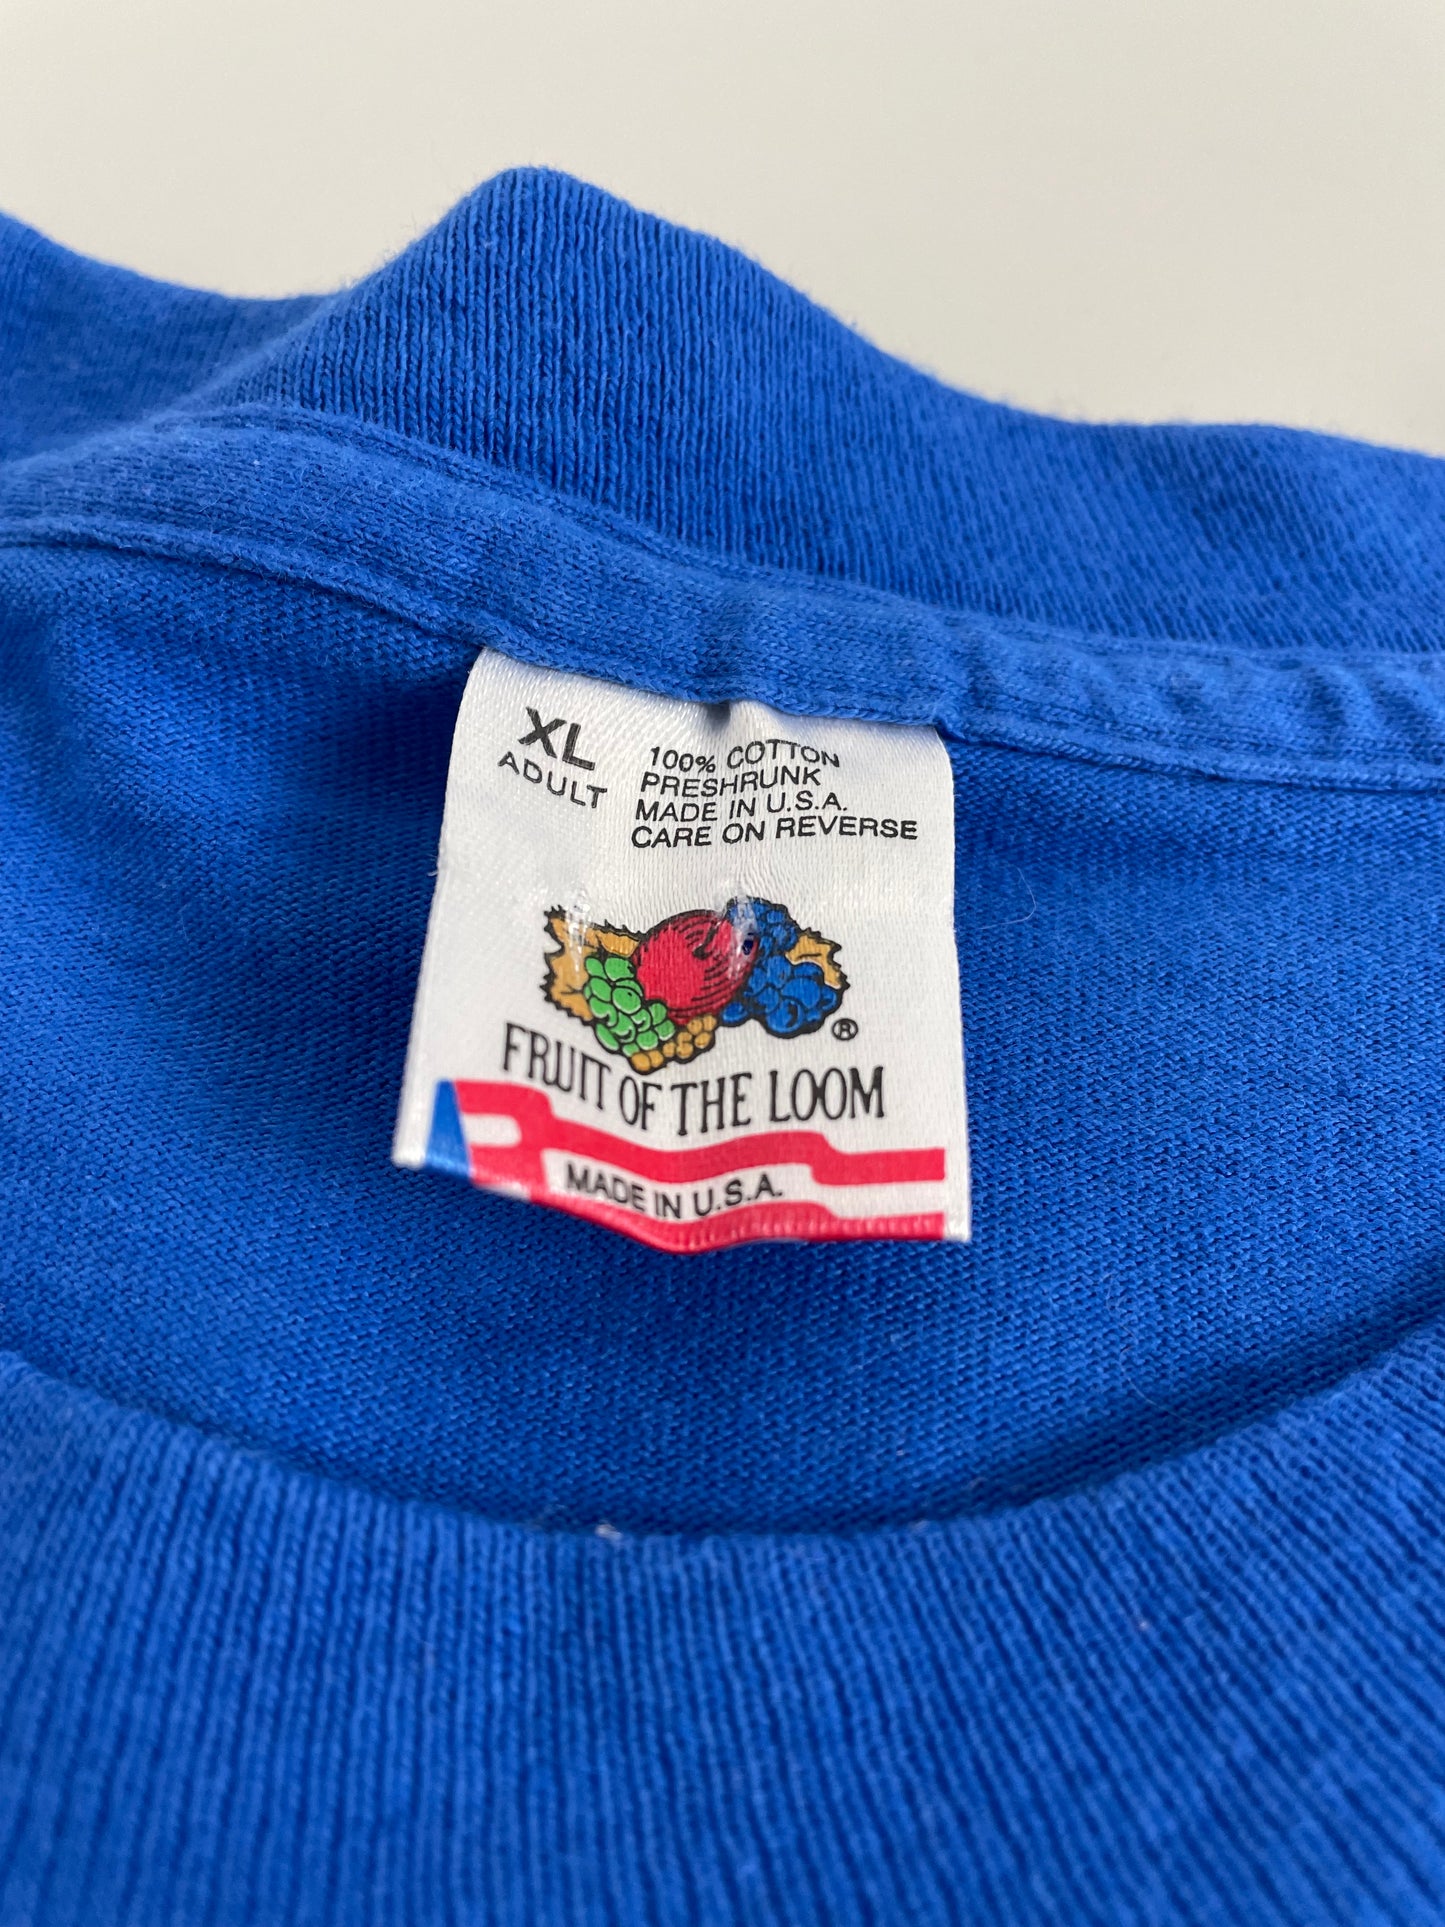 XL
ADULT
100% COTTON
PRESHRUNK
MADE IN U.S.A.
CARE ON REVERSE
®
FRUIT OF THE LOOM
MADE IN U.S.A.